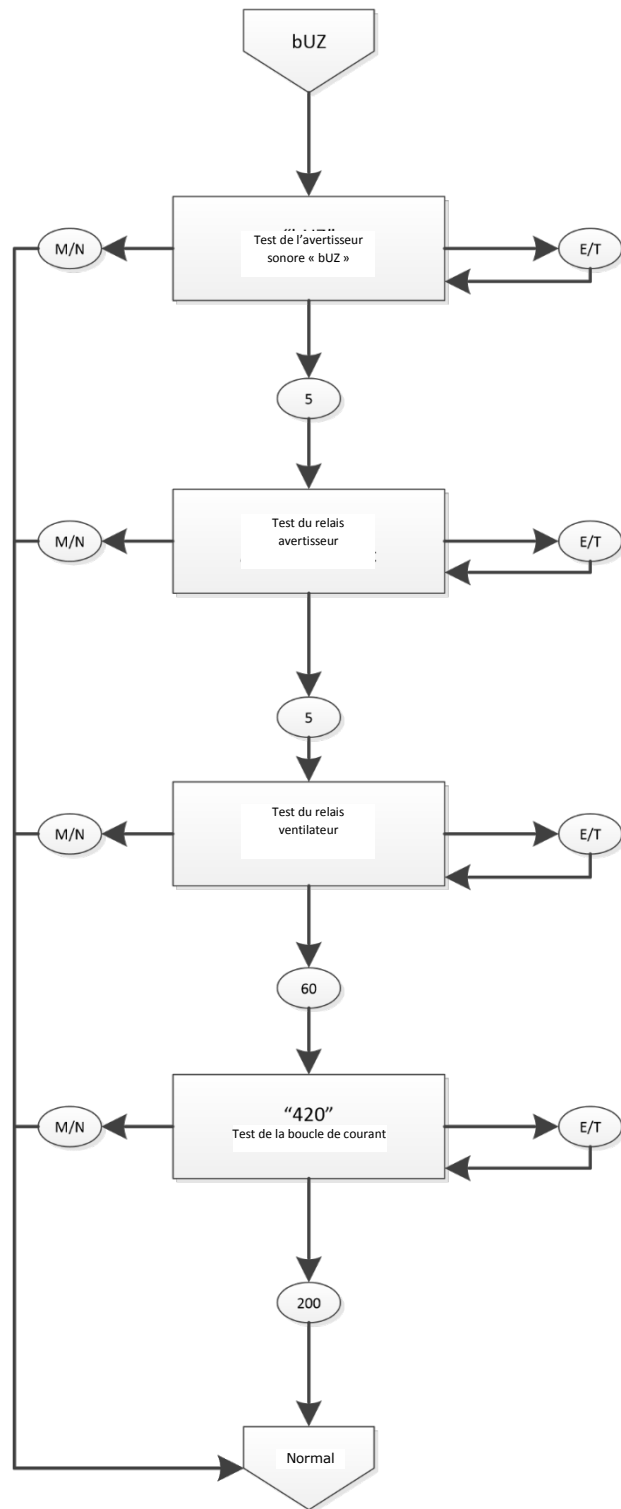 bUZ
M/N
Test de l’avertisseur
sonore « bUZ »
E/T
5
M/N
Test du relais
avertisseur
E/T
5
M/N
Test du relais
ventilateur
E/T
60
M/N
“420”
Test de la boucle de courant
E/T
200
Normal